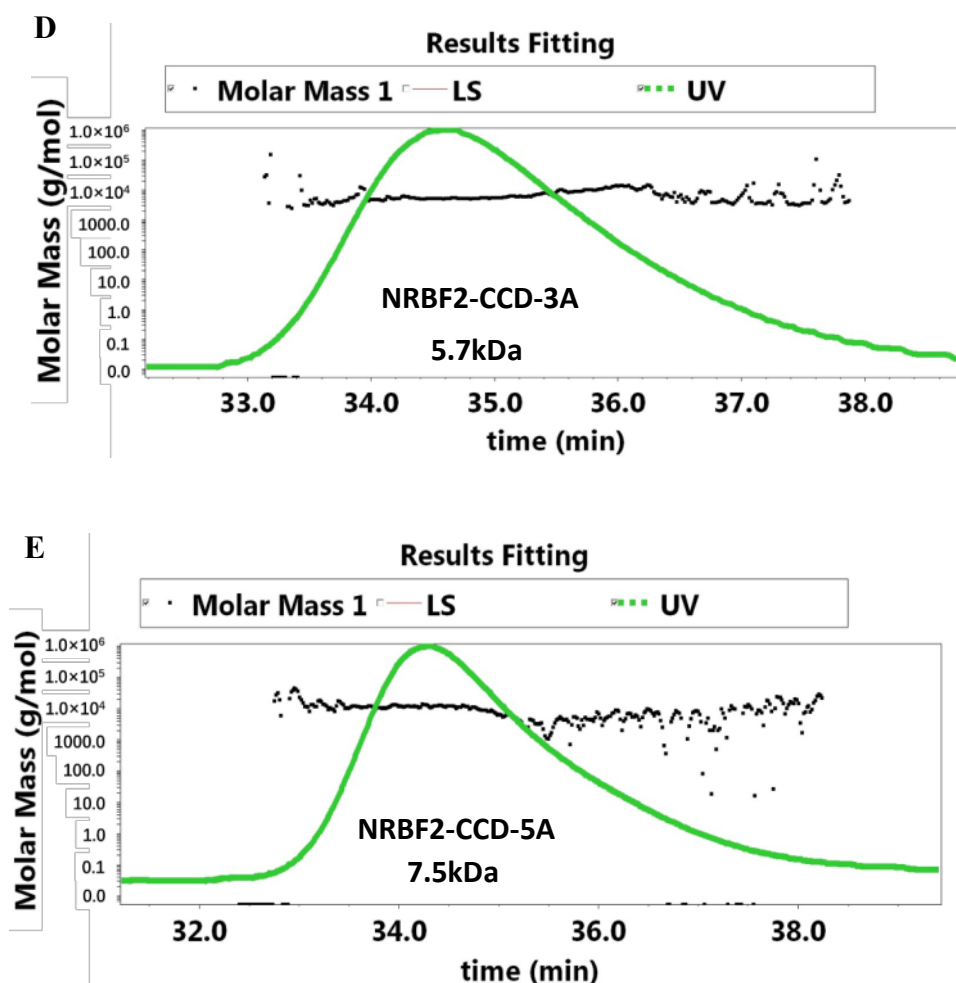 D
Results Fitting
Molar Mass 1 LS UV
Molar Mass (g/mol)
1.0×10⁶
1.0×10⁵
1.0×10⁴
1000.0
100.0
10.0
1.0
0.1
0.0
NRBF2-CCD-3A
5.7kDa
33.0 34.0 35.0 36.0 37.0 38.0
time (min)
E
Results Fitting
Molar Mass 1 LS UV
Molar Mass (g/mol)
1.0×10⁶
1.0×10⁵
1.0×10⁴
1000.0
100.0
10.0
1.0
0.1
0.0
NRBF2-CCD-5A
7.5kDa
32.0 34.0 36.0 38.0
time (min)